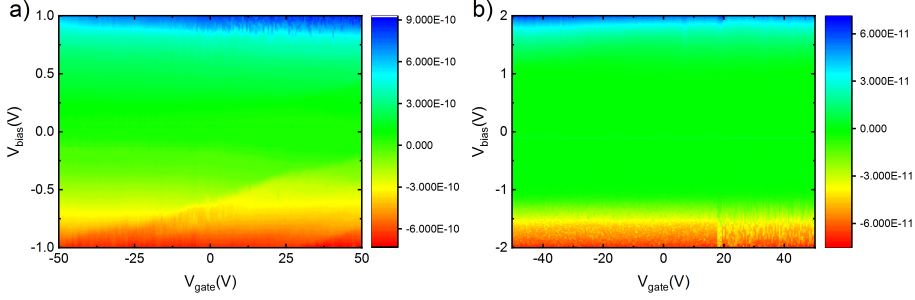 a)
1.0
0.5
0.0
-0.5
-1.0
V_bias(V)
-50
-25
0
25
50
V_gate(V)
9.000E-10
6.000E-10
3.000E-10
0.000
-3.000E-10
-6.000E-10
b)
2
1
0
-1
-2
V_bias(V)
-40
-20
0
20
40
V_gate(V)
6.000E-11
3.000E-11
0.000
-3.000E-11
-6.000E-11